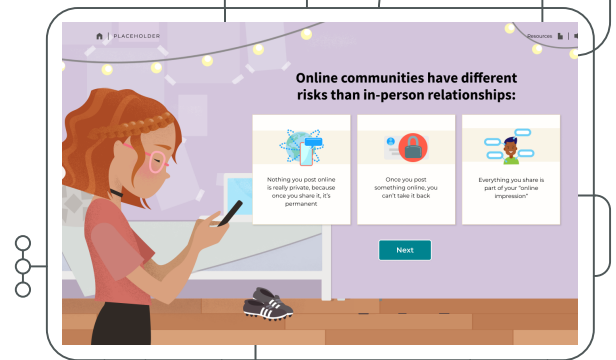 PLACEHOLDER
Resources
Online communities have different
risks than in-person relationships:
Nothing you post online
is really private, because
once you share it, it's
permanent
Once you post
something online, you
can't take it back
Everything you share is
part of your "online
impression"
Next